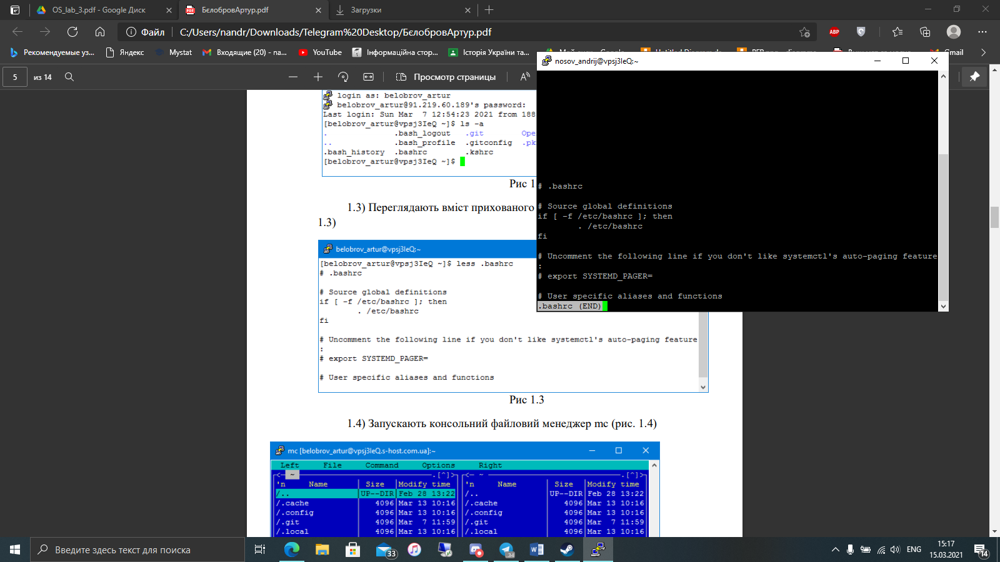 OS_lab_3.pdf - Google Диск
БєлобровАртур.pdf
Загрузки
Файл
C:/Users/nandr/Downloads/Telegram%20Desktop/БєлобровАртур.pdf
ABP
Рекомендуемые уз...
Яндекс
Mystat
Входящие (20) - na...
YouTube
Інформаційна стор...
Історія України та...
Gmail
5
из 14
Просмотр страницы
login as: belobrov_artur
belobrov_artur@91.219.60.189's password:
Last login: Sun Mar  7 12:54:23 2021 from 188
[belobrov_artur@vpsj3IeQ ~]$ ls -a
. .bash_logout .git Ope
.. .bash_profile .gitconfig .pk
.bash_history .bashrc .kshrc
[belobrov_artur@vpsj3IeQ ~]$
Рис 1
1.3) Переглядають вміст прихованого
1.3)
belobrov_artur@vpsj3IeQ:~
[belobrov_artur@vpsj3IeQ ~]$ less .bashrc
# .bashrc
# Source global definitions
if [ -f /etc/bashrc ]; then
. /etc/bashrc
fi
# Uncomment the following line if you don't like systemctl's auto-paging feature
:
# export SYSTEMD_PAGER=
# User specific aliases and functions
Рис 1.3
1.4) Запускають консольний файловий менеджер mc (рис. 1.4)
mc [belobrov_artur@vpsj3IeQ.s-host.com.ua]:~
Left File Command Options Right
<— ~ .[^]> <— ~ .[^]>
'n Name Size Modify time 'n Name Size Modify time
/.. UP--DIR Feb 28 13:22 /.. UP--DIR Feb 28 13:22
/.cache 4096 Mar 13 10:16 /.cache 4096 Mar 13 10:16
/.config 4096 Mar 13 10:16 /.config 4096 Mar 13 10:16
/.git 4096 Mar  7 11:59 /.git 4096 Mar  7 11:59
/.local 4096 Mar 13 10:16 /.local 4096 Mar 13 10:16
nosov_andrij@vpsj3IeQ:~
# .bashrc
# Source global definitions
if [ -f /etc/bashrc ]; then
. /etc/bashrc
fi
# Uncomment the following line if you don't like systemctl's auto-paging feature
:
# export SYSTEMD_PAGER=
# User specific aliases and functions
.bashrc (END)
Введите здесь текст для поиска
33
34
ENG
15:17
15.03.2021
14